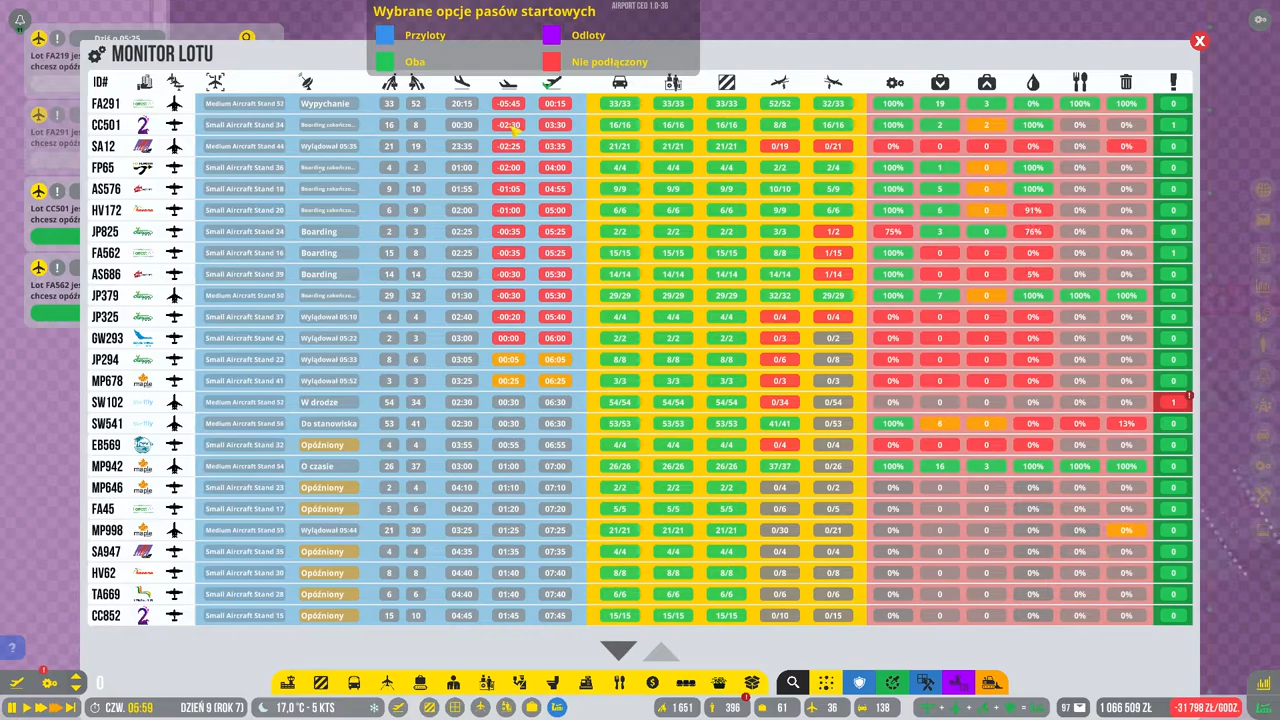 AIRPORT CEO 1.0-36
Wybrane opcje pasów startowych
Przyloty
Odloty
Oba
Nie podłączony
Dziś o 05:25
Lot FA219 je
chcesz opóź
Lot FA291 je
chcesz opóź
Lot CC501 je
chcesz opóź
Lot FA562 je
chcesz opóź
MONITOR LOTU
X
ID#
FA291 Medium Aircraft Stand 52 Wypychanie 33 52 20:15 -05:45 00:15 33/33 33/33 33/33 52/52 32/33 100% 19 3 0% 100% 100% 0
CC501 Small Aircraft Stand 34 Boarding zakończo... 16 8 00:30 -02:30 03:30 16/16 16/16 16/16 8/8 16/16 100% 2 2 100% 0% 0% 1
SA12 Medium Aircraft Stand 44 Wylądował 05:35 21 19 23:35 -02:25 03:35 21/21 21/21 21/21 0/19 0/21 0% 0 0 0% 0% 0% 0
FP65 Small Aircraft Stand 36 Boarding zakończo... 4 2 01:00 -02:00 04:00 4/4 4/4 4/4 2/2 2/4 100% 1 0 100% 0% 0% 0
AS576 Small Aircraft Stand 18 Boarding zakończo... 9 10 01:55 -01:05 04:55 9/9 9/9 9/9 10/10 5/9 100% 5 0 100% 0% 0% 0
HV172 Small Aircraft Stand 20 Boarding zakończo... 6 9 02:00 -01:00 05:00 6/6 6/6 6/6 9/9 6/6 100% 6 0 91% 0% 0% 0
JP825 Small Aircraft Stand 24 Boarding 2 3 02:25 -00:35 05:25 2/2 2/2 2/2 3/3 1/2 75% 3 0 76% 0% 0% 0
FA562 Small Aircraft Stand 16 Boarding 15 8 02:25 -00:35 05:25 15/15 15/15 15/15 8/8 1/15 100% 0 0 0% 0% 0% 1
AS686 Small Aircraft Stand 39 Boarding 14 14 02:30 -00:30 05:30 14/14 14/14 14/14 14/14 1/14 100% 0 0 5% 0% 0% 0
JP379 Medium Aircraft Stand 50 Boarding zakończo... 29 32 01:30 -00:30 05:30 29/29 29/29 29/29 32/32 29/29 100% 7 0 100% 100% 100% 0
JP325 Small Aircraft Stand 37 Wylądował 05:10 4 4 02:40 -00:20 05:40 4/4 4/4 4/4 0/4 0/4 0% 0 0 0% 0% 0% 0
GW293 Small Aircraft Stand 42 Wylądował 05:22 2 3 03:00 00:00 06:00 2/2 2/2 2/2 0/3 0/2 0% 0 0 0% 0% 0% 0
JP294 Small Aircraft Stand 22 Wylądował 05:33 8 6 03:05 00:05 06:05 8/8 8/8 8/8 0/6 0/8 0% 0 0 0% 0% 0% 0
MP678 Small Aircraft Stand 41 Wylądował 05:52 3 3 03:25 00:25 06:25 3/3 3/3 3/3 0/3 0/3 0% 0 0 0% 0% 0% 0
SW102 Medium Aircraft Stand 52 W drodze 54 34 02:30 00:30 06:30 54/54 54/54 54/54 0/34 0/54 0% 0 0 0% 0% 0% 1
SW541 Medium Aircraft Stand 56 Do stanowiska 53 41 02:30 00:30 06:30 53/53 53/53 53/53 41/41 0/53 100% 6 0 0% 0% 13% 0
EB569 Small Aircraft Stand 32 Opóźniony 4 4 03:55 00:55 06:55 4/4 4/4 4/4 0/4 0/4 0% 0 0 0% 0% 0% 0
MP942 maple Medium Aircraft Stand 54 O czasie 26 37 03:00 01:00 07:00 26/26 26/26 26/26 37/37 0/26 100% 16 3 100% 100% 100% 0
MP646 maple Small Aircraft Stand 23 Opóźniony 2 4 04:10 01:10 07:10 2/2 2/2 2/2 0/4 0/2 0% 0 0 0% 0% 0% 0
FA45 Small Aircraft Stand 17 Opóźniony 5 6 04:20 01:20 07:20 5/5 5/5 5/5 0/6 0/5 0% 0 0 0% 0% 0% 0
MP998 maple Medium Aircraft Stand 55 Wylądował 05:44 21 30 03:25 01:25 07:25 21/21 21/21 21/21 0/30 0/21 0% 0 0 0% 0% 0% 0
SA947 Small Aircraft Stand 35 Opóźniony 4 4 04:35 01:35 07:35 4/4 4/4 4/4 0/4 0/4 0% 0 0 0% 0% 0% 0
HV62 Small Aircraft Stand 30 Opóźniony 8 8 04:40 01:40 07:40 8/8 8/8 8/8 0/8 0/8 0% 0 0 0% 0% 0% 0
TA669 Small Aircraft Stand 28 Opóźniony 6 6 04:40 01:40 07:40 6/6 6/6 6/6 0/6 0/6 0% 0 0 0% 0% 0% 0
CC852 Small Aircraft Stand 15 Opóźniony 15 10 04:45 01:45 07:45 15/15 15/15 15/15 0/10 0/15 0% 0 0 0% 0% 0% 0
?
0
CZW. 05:59 DZIEŃ 9 (ROK 7) 17,0°C - 5 KTS 1 651 396 61 36 138 97 1 066 509 ZŁ -31 798 ZŁ/GODZ.